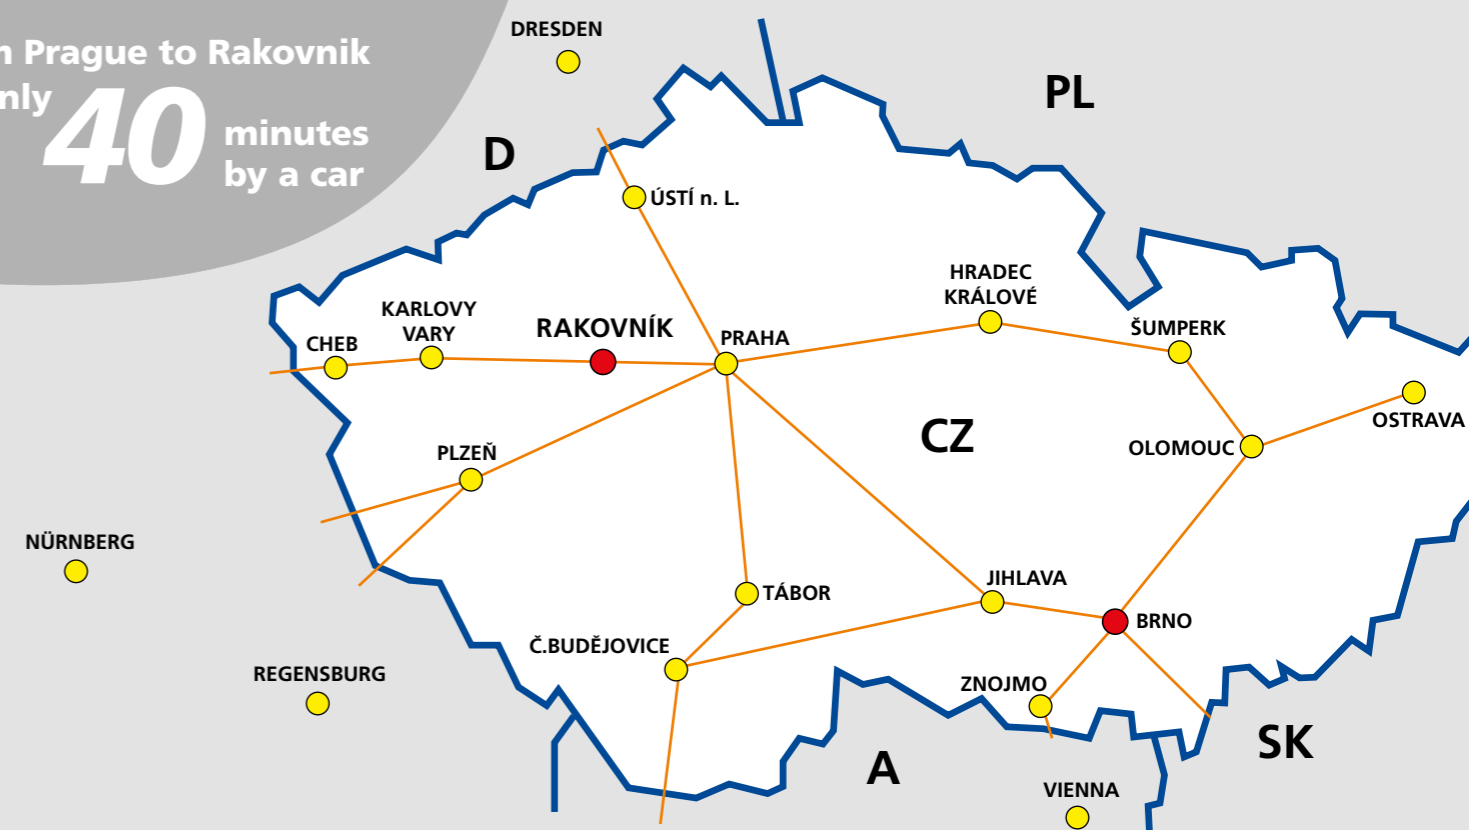 Prague to Rakovnik
40
minutes
by a car
DRESDEN
PL
D
ÚSTÍ n. L.
HRADEC
KRÁLOVÉ
KARLOVY
VARY
RAKOVNÍK
PRAHA
ŠUMPERK
CHEB
OSTRAVA
CZ
OLOMOUC
PLZEŇ
NÜRNBERG
JIHLAVA
TÁBOR
BRNO
Č.BUDĚJOVICE
REGENSBURG
ZNOJMO
SK
A
VIENNA